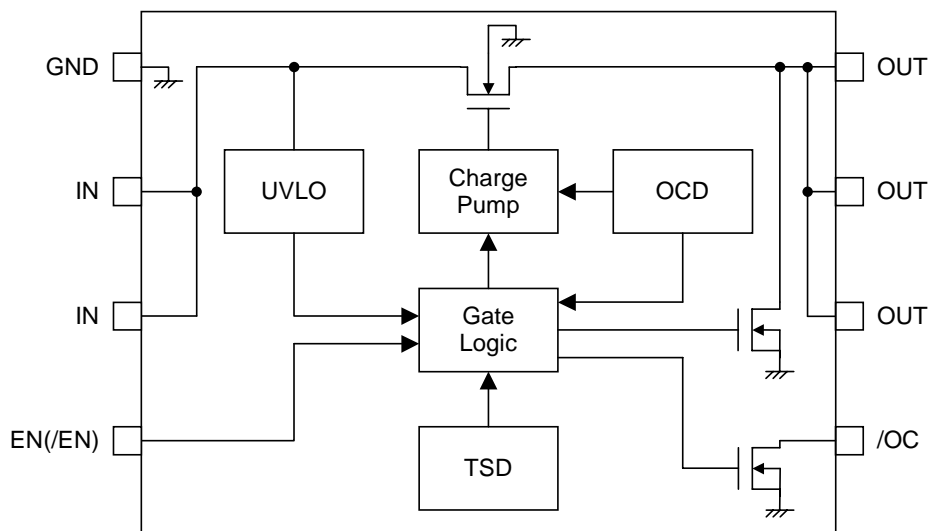 GND
OUT
IN
UVLO
Charge
Pump
OCD
OUT
IN
Gate
Logic
OUT
EN(/EN)
TSD
/OC